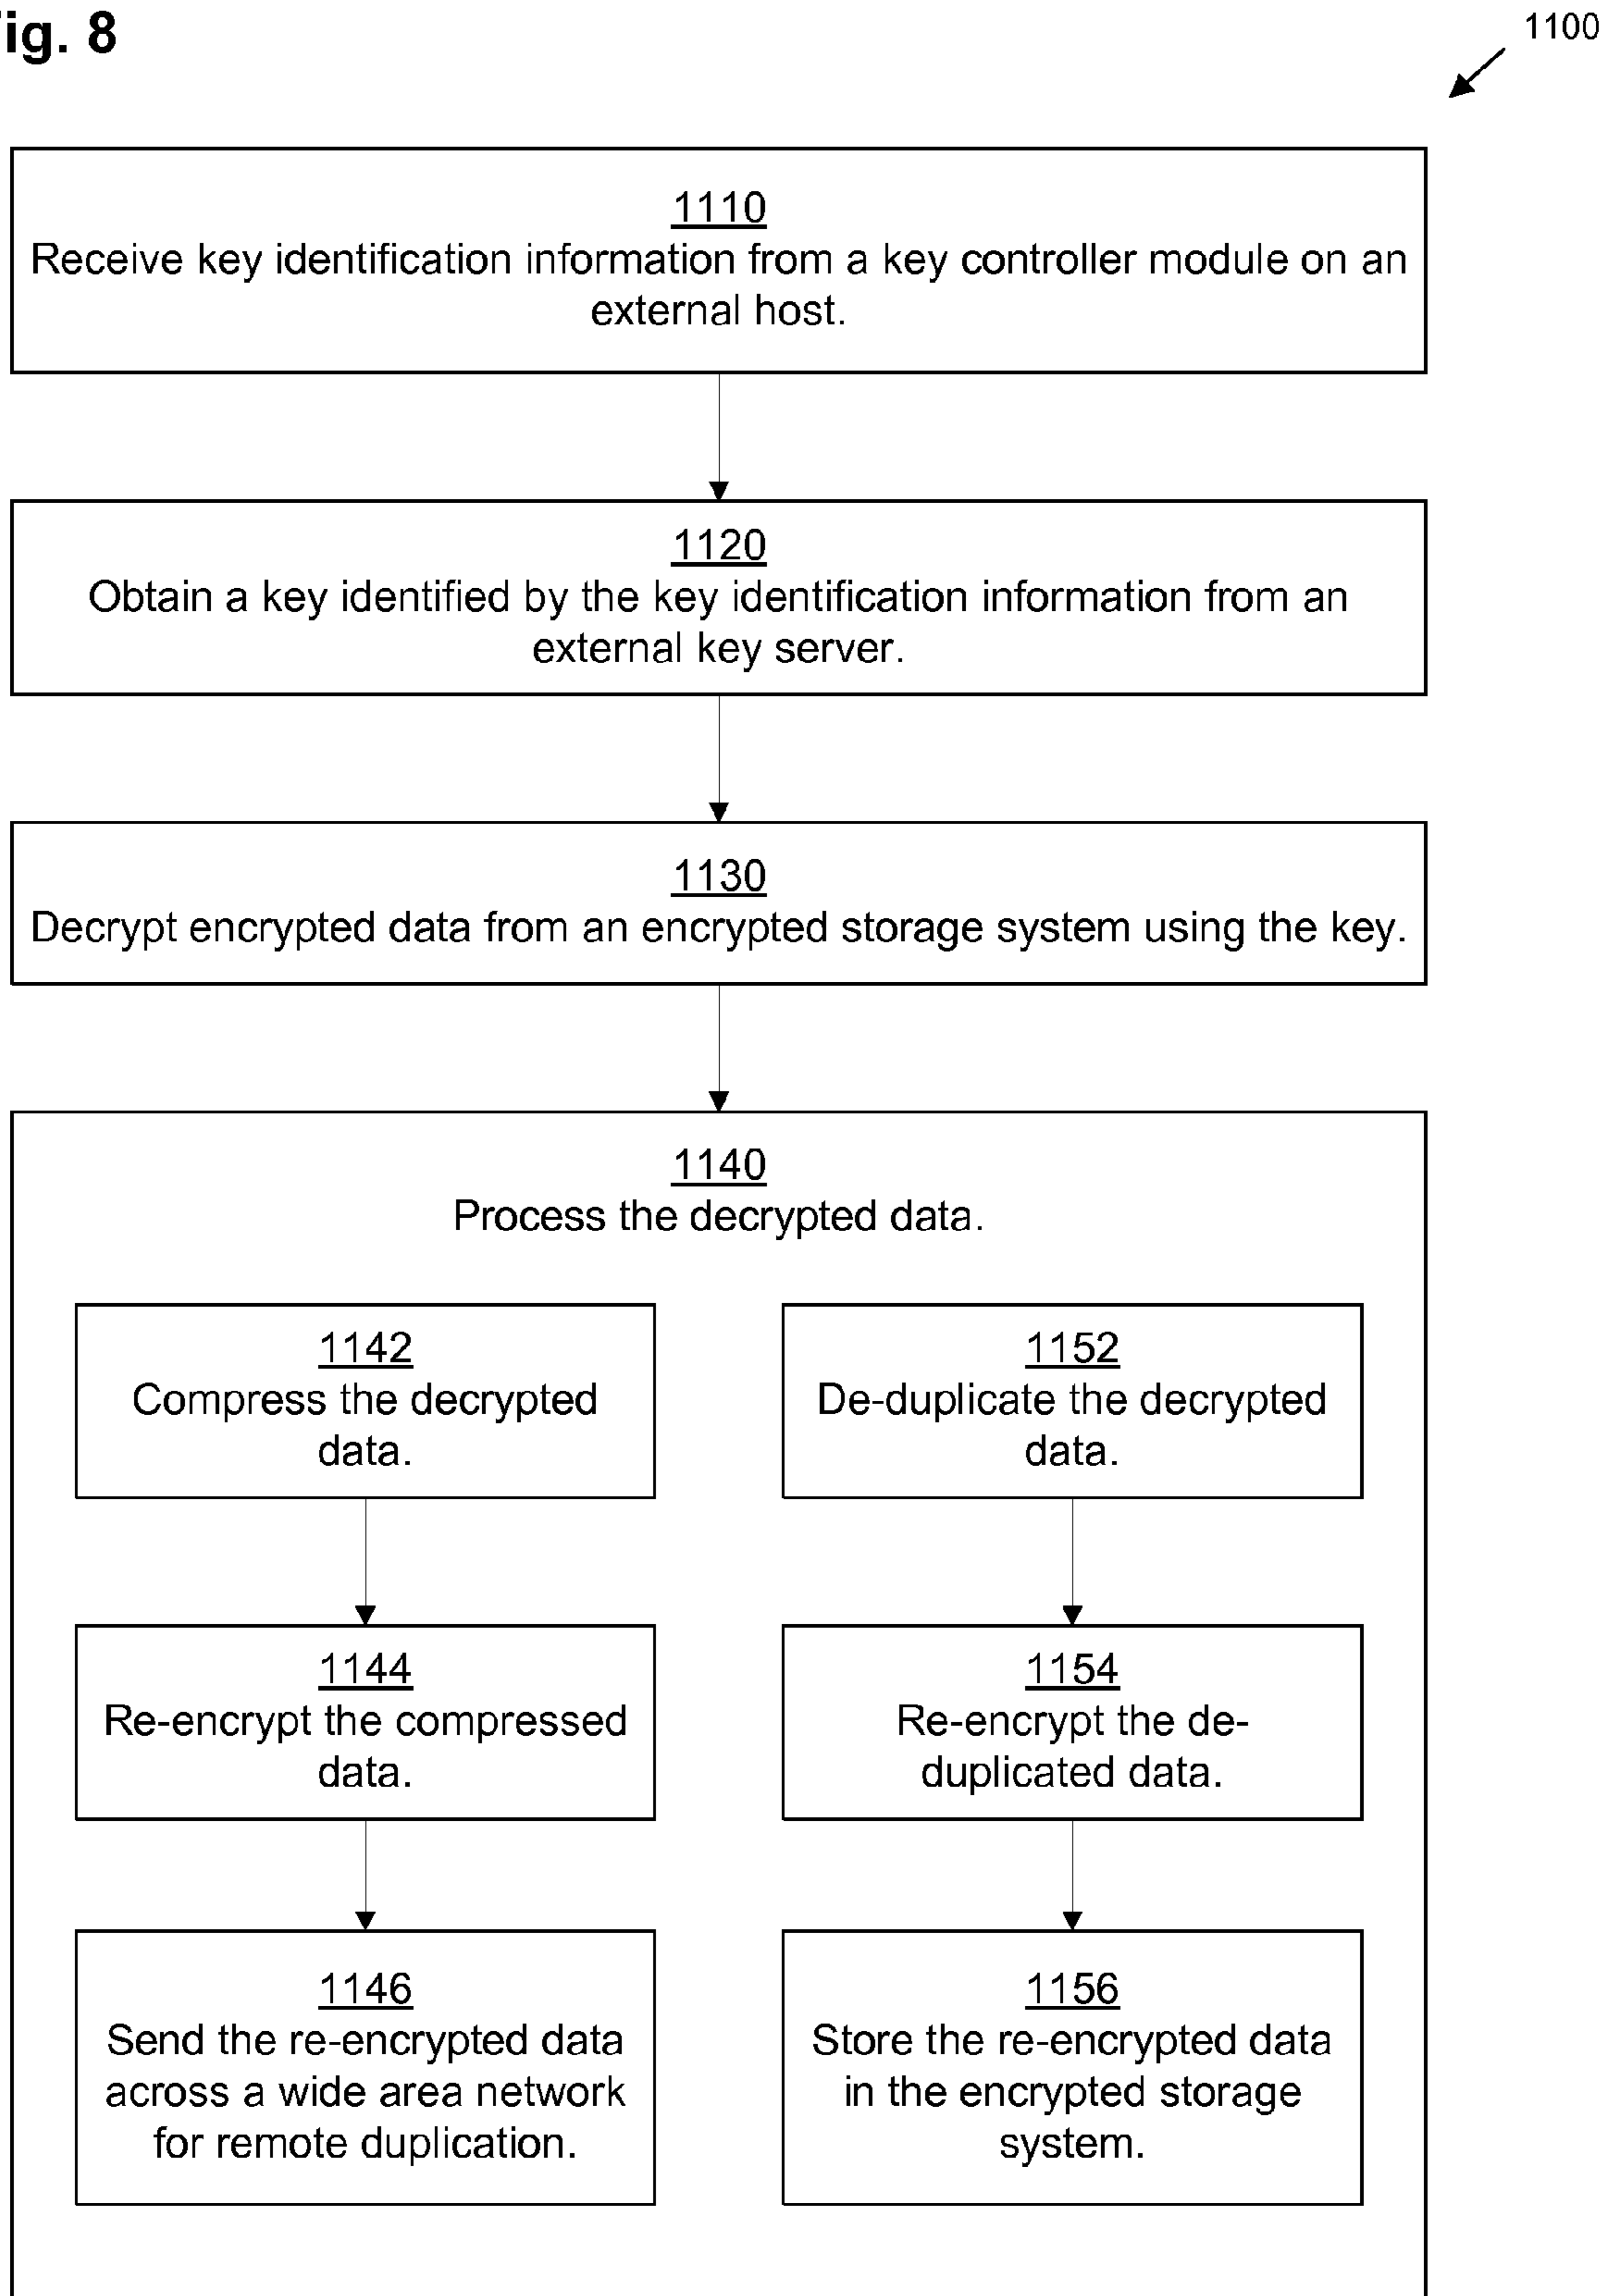 ig. 8
1100
1110
Receive key identification information from a key controller module on an
external host.
1120
Obtain a key identified by the key identification information from an
external key server.
1130
Decrypt encrypted data from an encrypted storage system using the key.
1140
Process the decrypted data.
1142
Compress the decrypted
data.
1144
Re-encrypt the compressed
data.
1146
Send the re-encrypted data
across a wide area network
for remote duplication.
1152
De-duplicate the decrypted
data.
1154
Re-encrypt the de-
duplicated data.
1156
Store the re-encrypted data
in the encrypted storage
system.